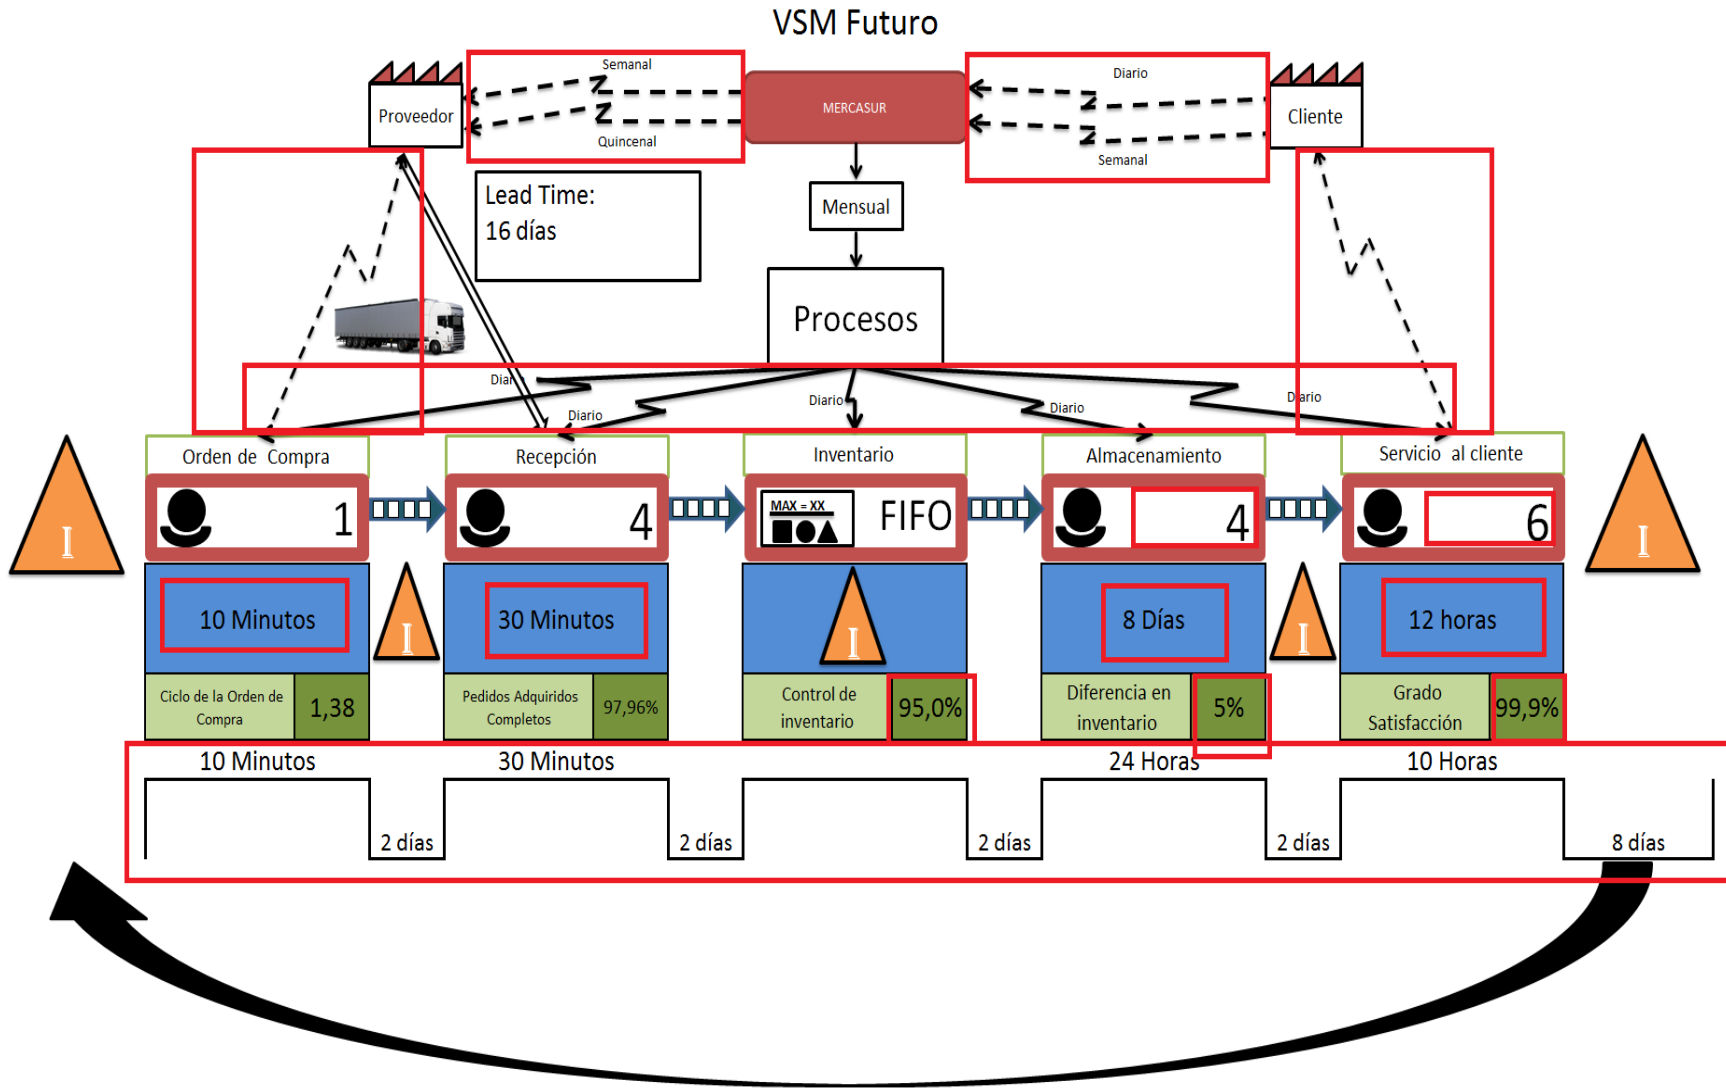 VSM Futuro
Semanal
Diario
Proveedor
MERCASUR
Cliente
Quincenal
Semanal
Lead Time:
16 días
Mensual
Procesos
Diario
Diario
Diario
Diario
Diario
Orden de Compra
Recepción
Inventario
Almacenamiento
Servicio al cliente
1
4
MAX = XX
FIFO
4
6
I
I
10 Minutos
30 Minutos
8 Días
12 horas
I
I
I
Ciclo de la Orden de
Compra
1,38
Pedidos Adquiridos
Completos
97,96%
Control de
inventario
95,0%
Diferencia en
inventario
5%
Grado
Satisfacción
99,9%
10 Minutos
30 Minutos
24 Horas
10 Horas
2 días
2 días
2 días
2 días
8 días